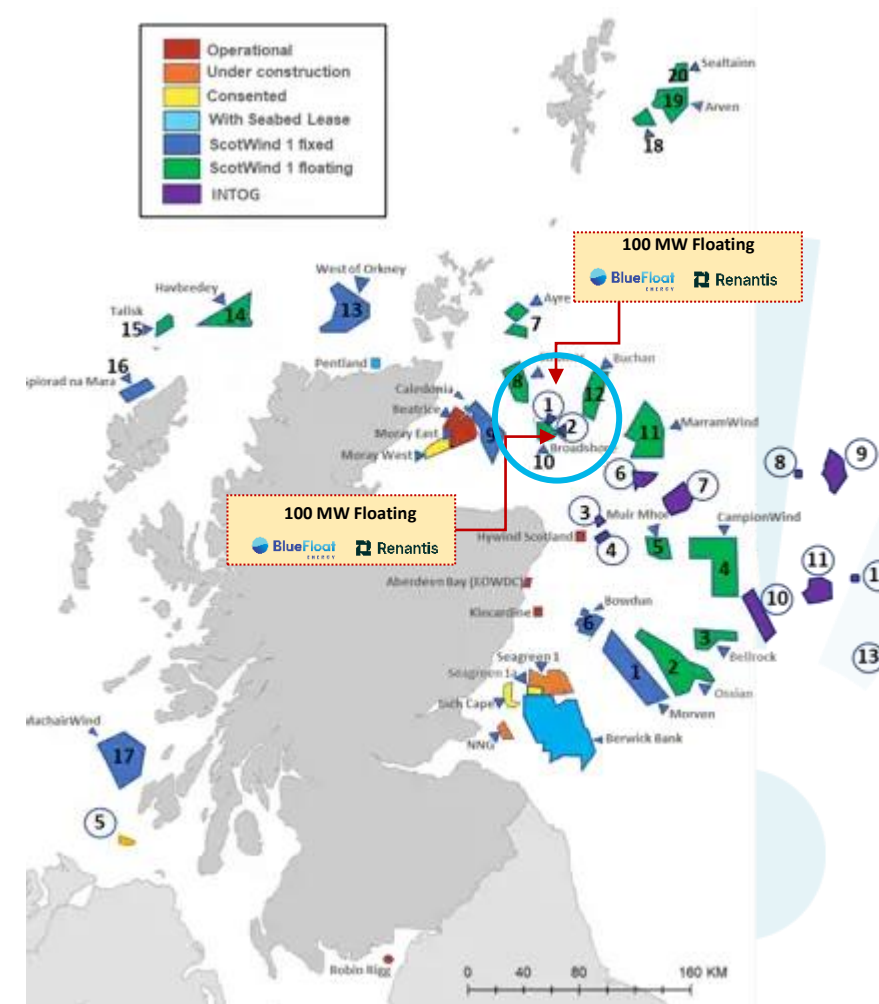 Operational
Under construction
Consented
With Seabed Lease
ScotWind 1 fixed
ScotWind 1 floating
INTOG
Sealtainn
20
19
Arven
18
100 MW Floating
BlueFloat
ENERGY
Renantis
West of Orkney
Havbredey
13
14
Tallisk
15
Ayre
7
16
Spiorad na Mara
Pentland
8
Buchan
12
Caledonia
Beatrice
Moray East
Moray West
9
1
2
Broadshore
10
11
MarramWind
6
7
8
9
100 MW Floating
BlueFloat
ENERGY
Renantis
3
Muir Mhor
CampionWind
Hywind Scotland
4
5
4
11
Aberdeen Bay (EOWDC)
10
Kincardine
Bowdun
6
3
Bellrock
13
Seagreen 1
Seagreen 1a
1
2
Ossian
Inch Cape
Morven
MachairWind
NNG
Berwick Bank
17
5
Robin Rigg
0 40 80 160 KM